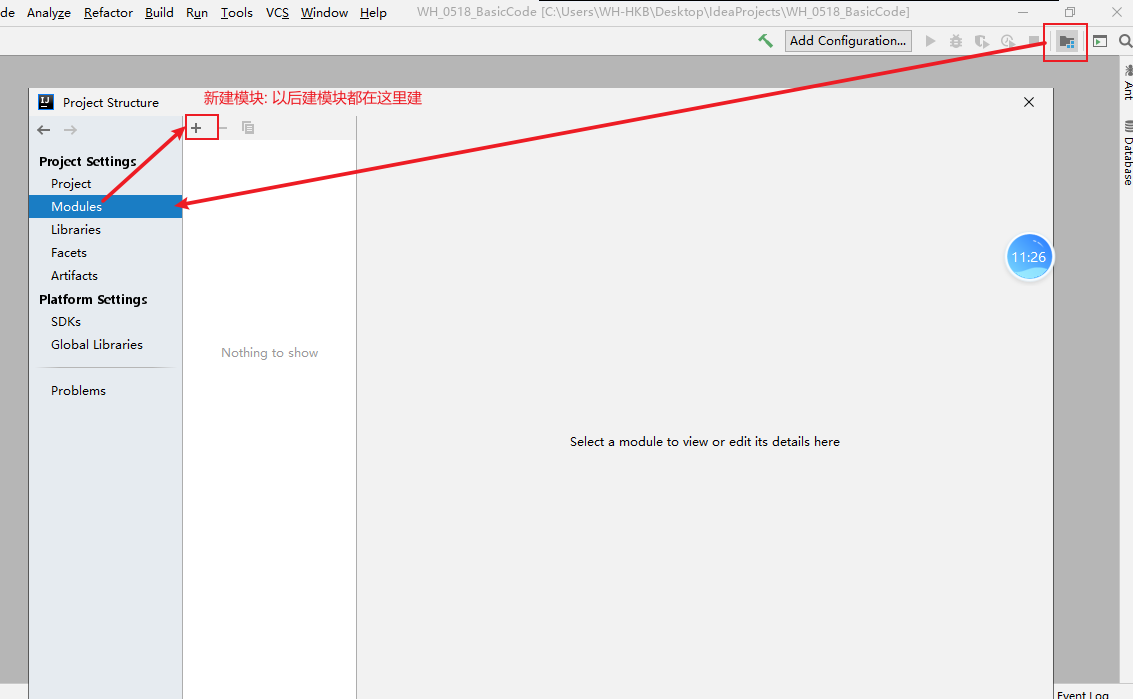 de Analyze Refactor Build Run Tools VCS Window Help WH_0518_BasicCode [C:\Users\WH-HKB\Desktop\IdeaProjects\WH_0518_BasicCode]
Add Configuration...
Project Structure
新建模块: 以后建模块都在这里建
Project Settings
Project
Modules
Libraries
Facets
Artifacts
Platform Settings
SDKs
Global Libraries
Problems
Nothing to show
Select a module to view or edit its details here
11:26
Ant
Database
Event Log